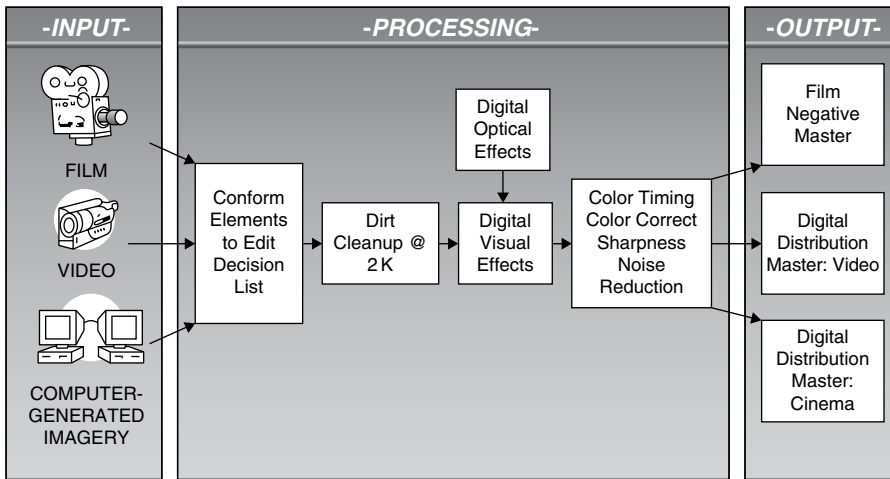 -INPUT-
FILM
VIDEO
COMPUTER-
GENERATED
IMAGERY
-PROCESSING-
Conform
Elements
to Edit
Decision
List
Dirt
Cleanup @
2 K
Digital
Optical
Effects
Digital
Visual
Effects
Color Timing
Color Correct
Sharpness
Noise
Reduction
-OUTPUT-
Film
Negative
Master
Digital
Distribution
Master: Video
Digital
Distribution
Master:
Cinema